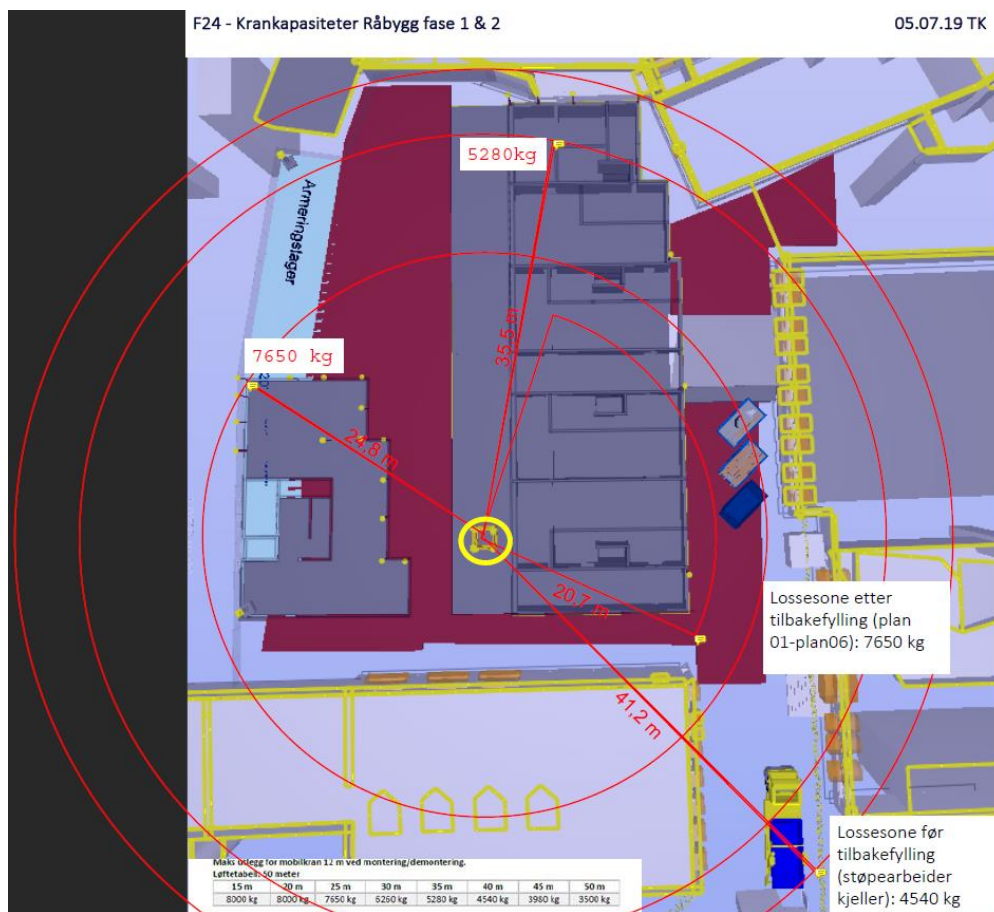 F24 - Krankapasiteter Råbygg fase 1 & 2
05.07.19 TK
5280kg
Armeringslager
35,5 m
7650 kg
24,8 m
20,7 m
Lossesone etter
tilbakefylling (plan
01-plan06): 7650 kg
41,2 m
Lossesone før
tilbakefylling
(støpearbeider
kjeller): 4540 kg
Maks utlegg for mobilkran 12 m ved montering/demontering.
Løftetabell: 50 meter
15 m 20 m 25 m 30 m 35 m 40 m 45 m 50 m
8000 kg 8000 kg 7650 kg 6260 kg 5280 kg 4540 kg 3980 kg 3500 kg